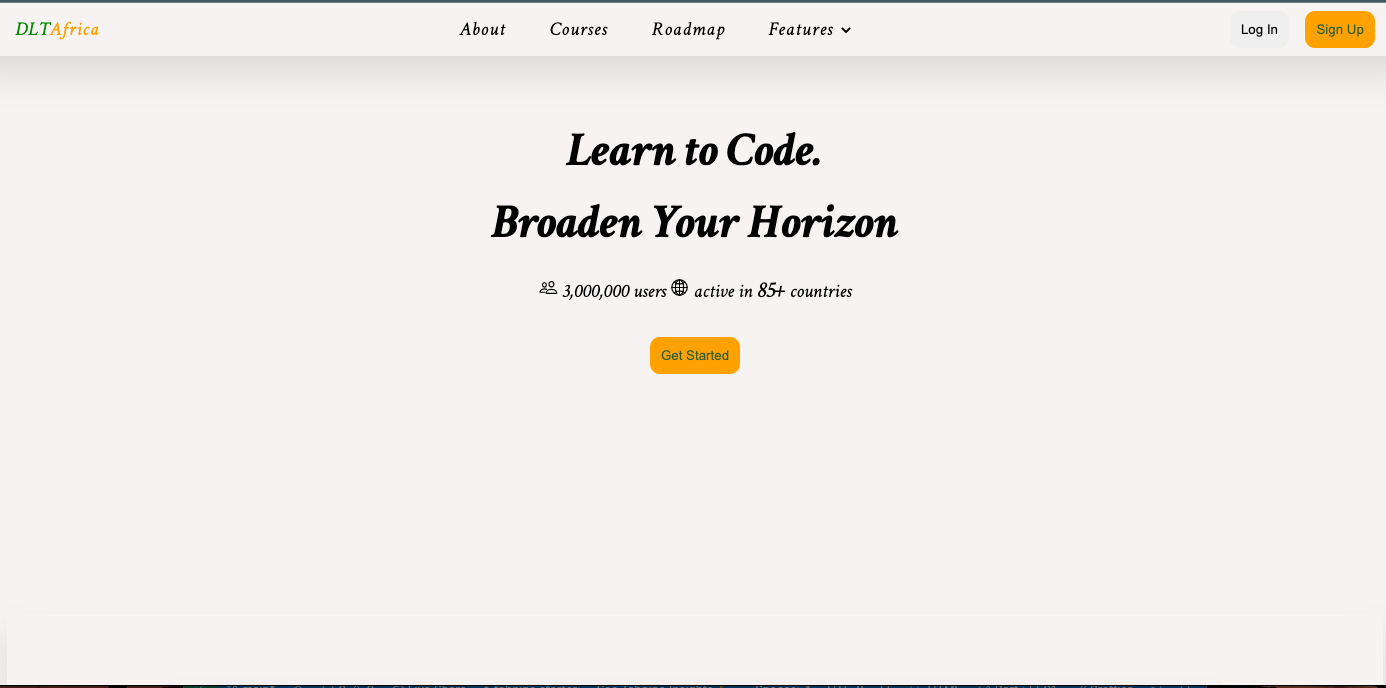 DLTAfrica
About Courses Roadmap Features
Log In Sign Up
Learn to Code.
Broaden Your Horizon
3,000,000 users active in 85+ countries
Get Started